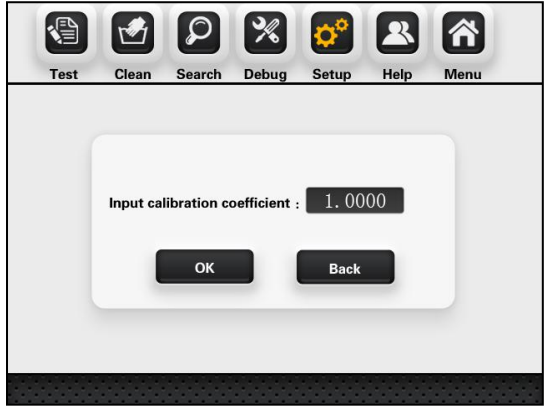 Test Clean Search Debug Setup Help Menu
Input calibration coefficient : 1.0000
OK Back